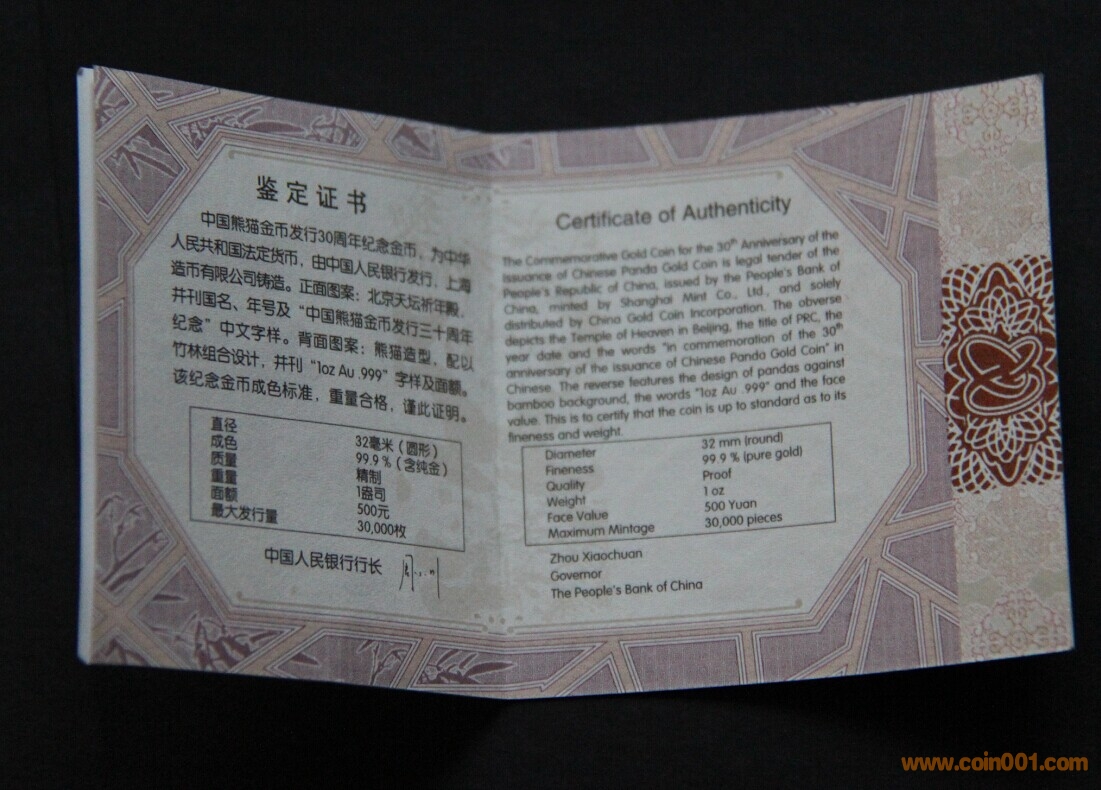 鉴定证书
中国熊猫金币发行30周年纪念金币，为中华
人民共和国法定货币，由中国人民银行发行，上海
造币有限公司铸造。正面图案：北京天坛祈年殿，
并刊国名、年号及“中国熊猫金币发行三十周年
纪念”中文字样。背面图案：熊猫造型，配以
竹林组合设计，并刊“1oz Au .999”字样及面额。
该纪念金币成色标准，重量合格，谨此证明。
直径 32毫米（圆形）
成色 99.9％（含纯金）
质量 精制
重量 1盎司
面额 500元
最大发行量 30,000枚
中国人民银行行长
Certificate of Authenticity
The Commemorative Gold Coin for the 30th Anniversary of the
Issuance of Chinese Panda Gold Coin is legal tender of the
People's Republic of China, issued by the People's Bank of
China, minted by Shanghai Mint Co., Ltd., and solely
distributed by China Gold Coin Incorporation. The obverse
depicts the Temple of Heaven in Beijing, the title of PRC, the
year date and the words "in commemoration of the 30th
anniversary of the issuance of Chinese Panda Gold Coin" in
Chinese. The reverse features the design of pandas against
bamboo background, the words "1oz Au .999" and the face
value. This is to certify that the coin is up to standard as to its
fineness and weight.
Diameter 32 mm (round)
Fineness 99.9 % (pure gold)
Quality Proof
Weight 1 oz
Face Value 500 Yuan
Maximum Mintage 30,000 pieces
Zhou Xiaochuan
Governor
The People's Bank of China
www.coin001.com